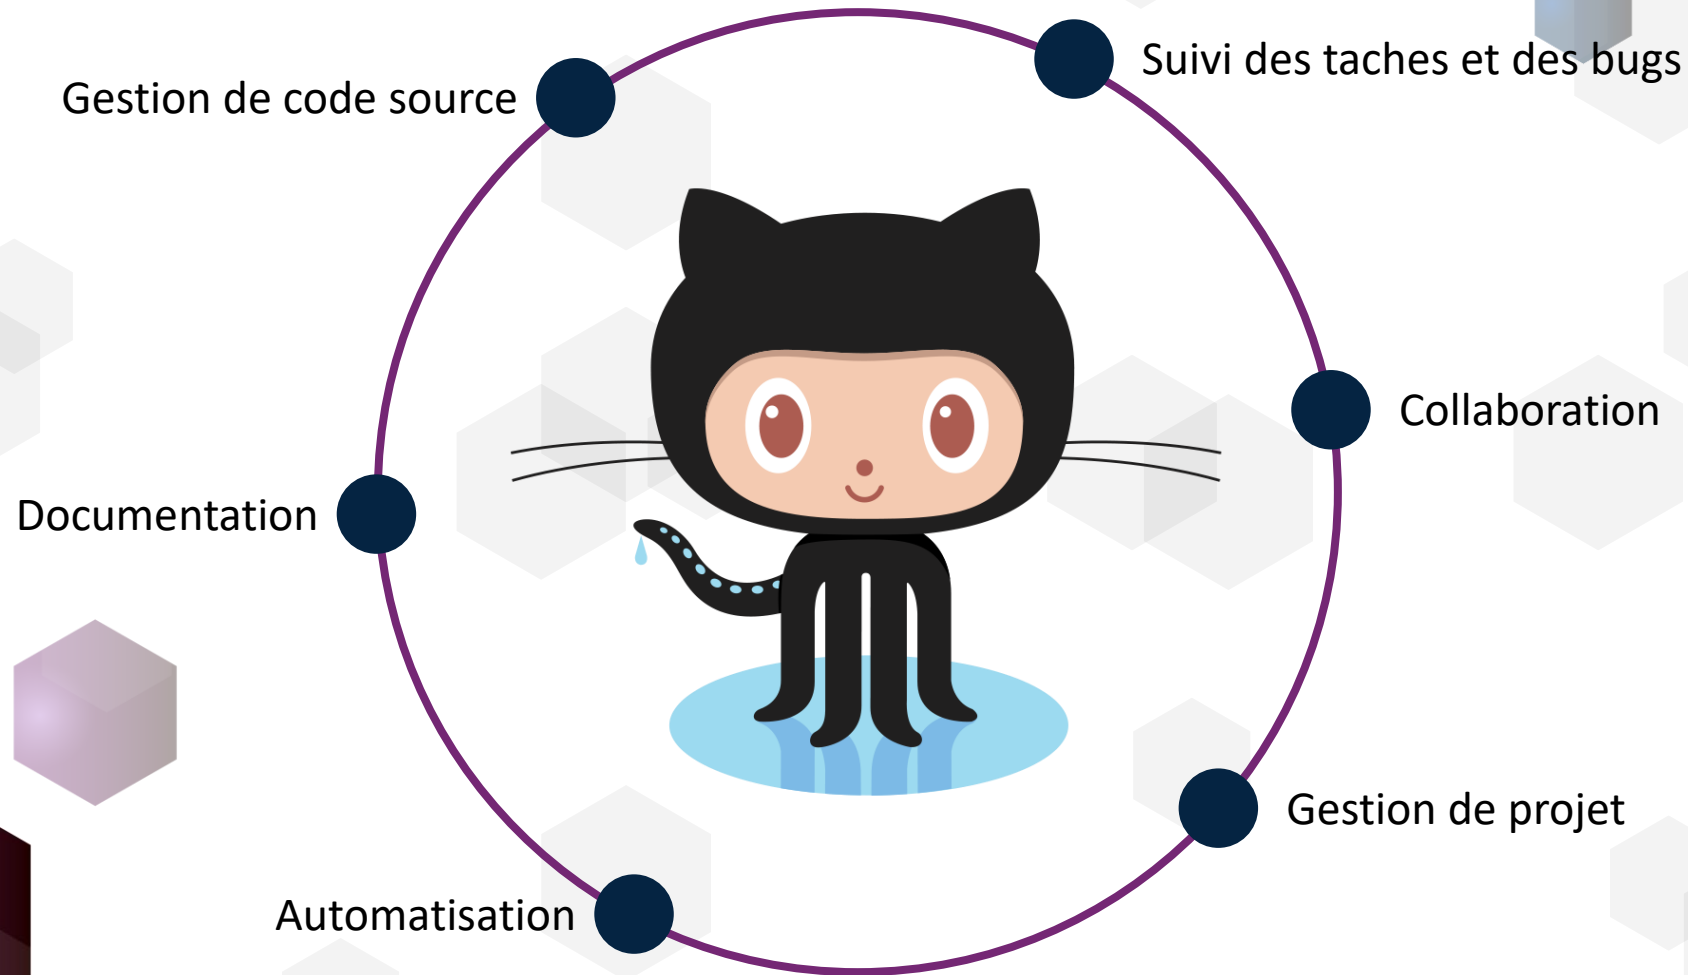 Suivi des taches et des bugs
Gestion de code source
Collaboration
Documentation
Gestion de projet
Automatisation